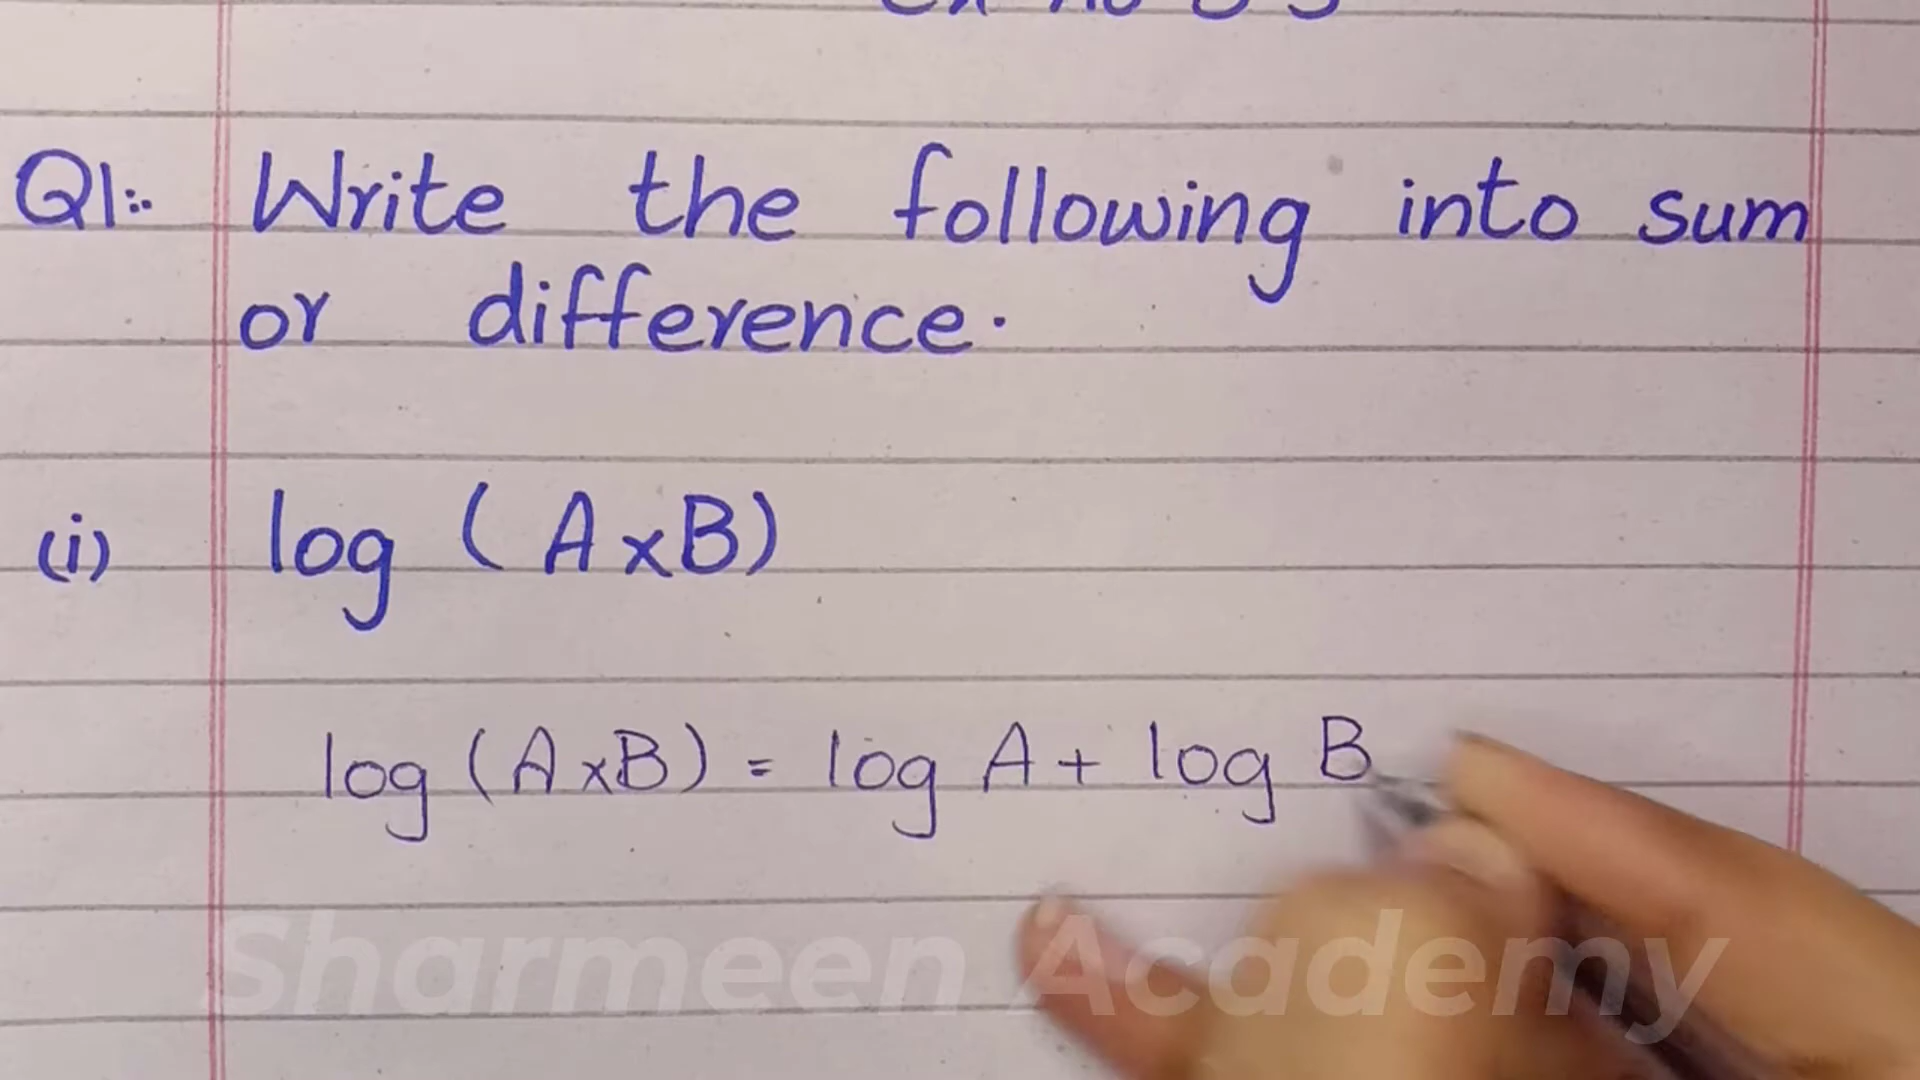 Q1:. Write the following into sum
or difference.
(i) log (A×B)
log (A×B) = log A + log B
Sharmeen Academy